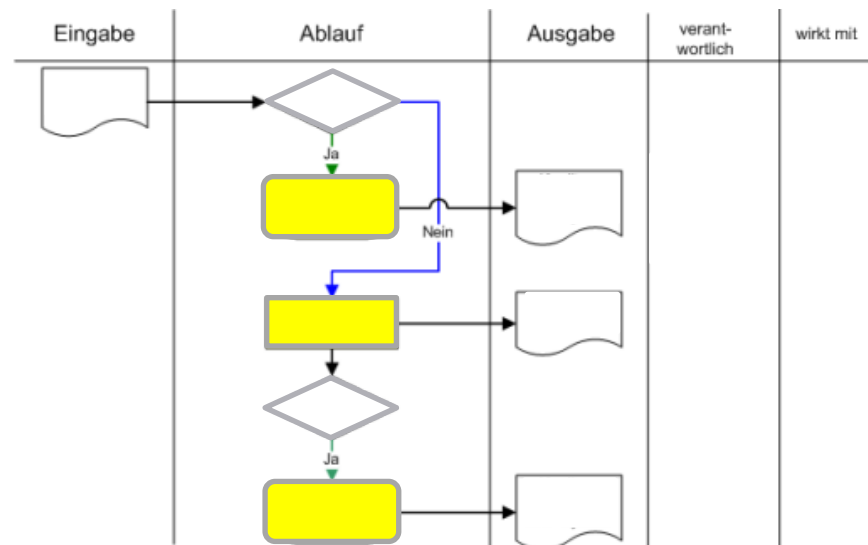 Eingabe
Ablauf
Ausgabe
verant-
wortlich
wirkt mit
Ja
Nein
Ja